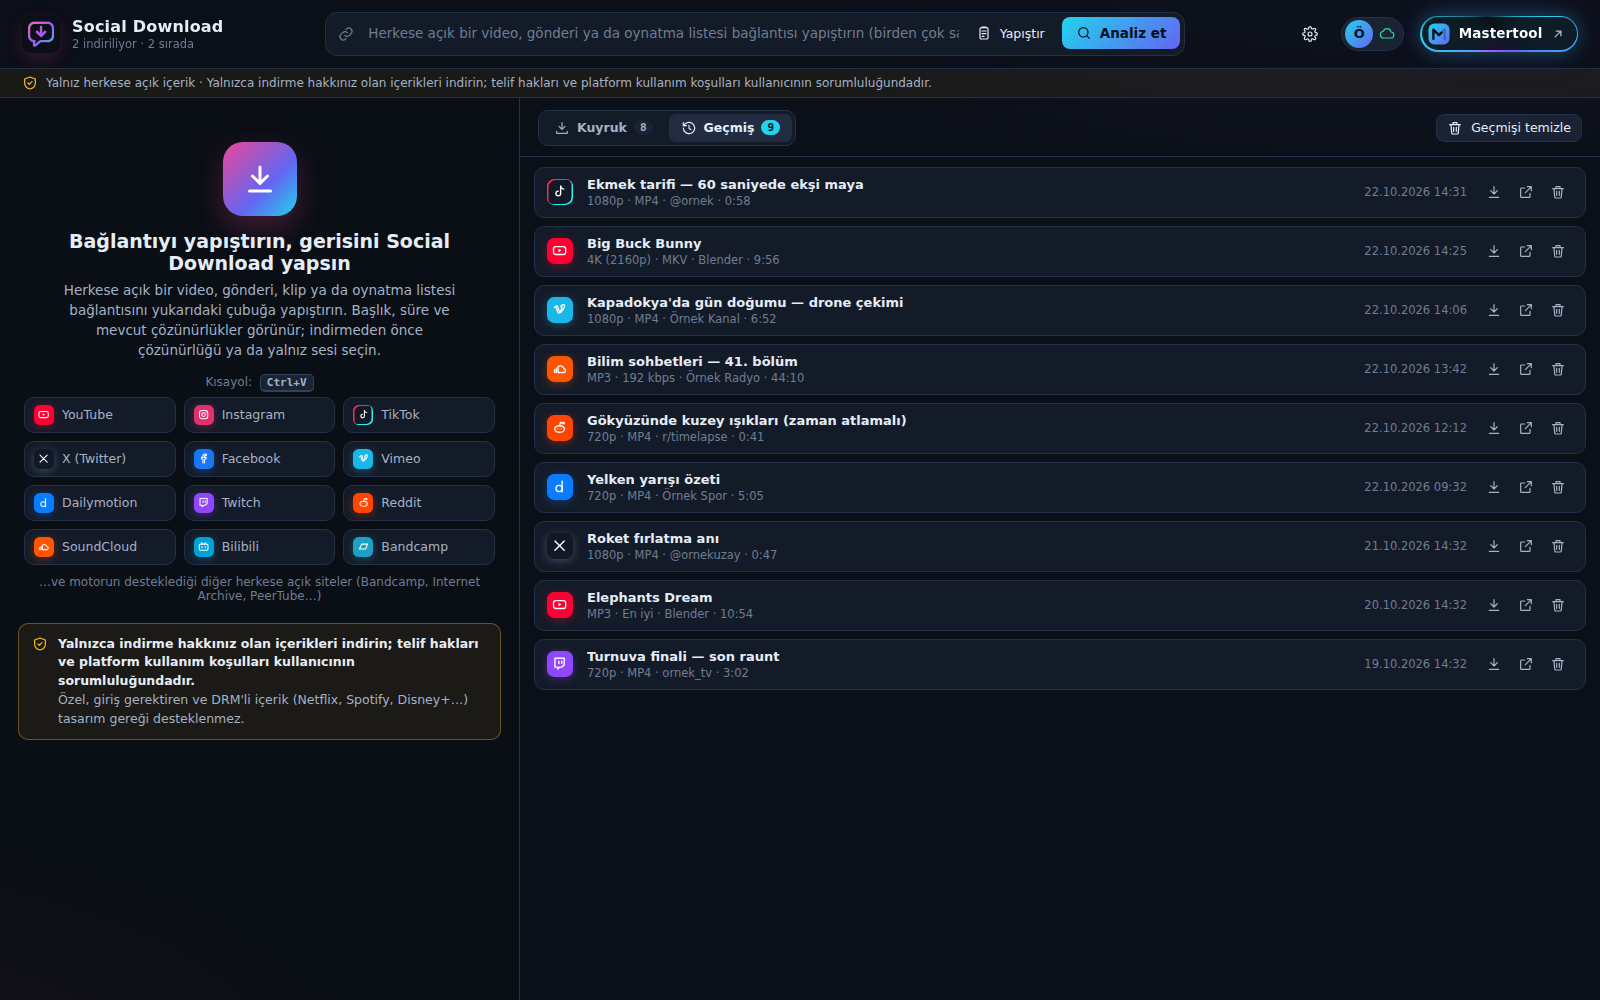 Social Download
2 indiriliyor · 2 sırada
Herkese açık bir video, gönderi ya da oynatma listesi bağlantısı yapıştırın (birden çok sa
Yapıştır
Analiz et
Ö
Mastertool
Yalnız herkese açık içerik · Yalnızca indirme hakkınız olan içerikleri indirin; telif hakları ve platform kullanım koşulları kullanıcının sorumluluğundadır.
Bağlantıyı yapıştırın, gerisini Social
Download yapsın
Herkese açık bir video, gönderi, klip ya da oynatma listesi
bağlantısını yukarıdaki çubuğa yapıştırın. Başlık, süre ve
mevcut çözünürlükler görünür; indirmeden önce
çözünürlüğü ya da yalnız sesi seçin.
Kısayol: Ctrl+V
YouTube
Instagram
TikTok
X (Twitter)
Facebook
Vimeo
Dailymotion
Twitch
Reddit
SoundCloud
Bilibili
Bandcamp
…ve motorun desteklediği diğer herkese açık siteler (Bandcamp, Internet
Archive, PeerTube…)
Yalnızca indirme hakkınız olan içerikleri indirin; telif hakları
ve platform kullanım koşulları kullanıcının
sorumluluğundadır.
Özel, giriş gerektiren ve DRM'li içerik (Netflix, Spotify, Disney+…)
tasarım gereği desteklenmez.
Kuyruk 8
Geçmiş 9
Geçmişi temizle
Ekmek tarifi — 60 saniyede ekşi maya
1080p · MP4 · @ornek · 0:58
22.10.2026 14:31
Big Buck Bunny
4K (2160p) · MKV · Blender · 9:56
22.10.2026 14:25
Kapadokya'da gün doğumu — drone çekimi
1080p · MP4 · Örnek Kanal · 6:52
22.10.2026 14:06
Bilim sohbetleri — 41. bölüm
MP3 · 192 kbps · Örnek Radyo · 44:10
22.10.2026 13:42
Gökyüzünde kuzey ışıkları (zaman atlamalı)
720p · MP4 · r/timelapse · 0:41
22.10.2026 12:12
Yelken yarışı özeti
720p · MP4 · Örnek Spor · 5:05
22.10.2026 09:32
Roket fırlatma anı
1080p · MP4 · @ornekuzay · 0:47
21.10.2026 14:32
Elephants Dream
MP3 · En iyi · Blender · 10:54
20.10.2026 14:32
Turnuva finali — son raunt
720p · MP4 · ornek_tv · 3:02
19.10.2026 14:32